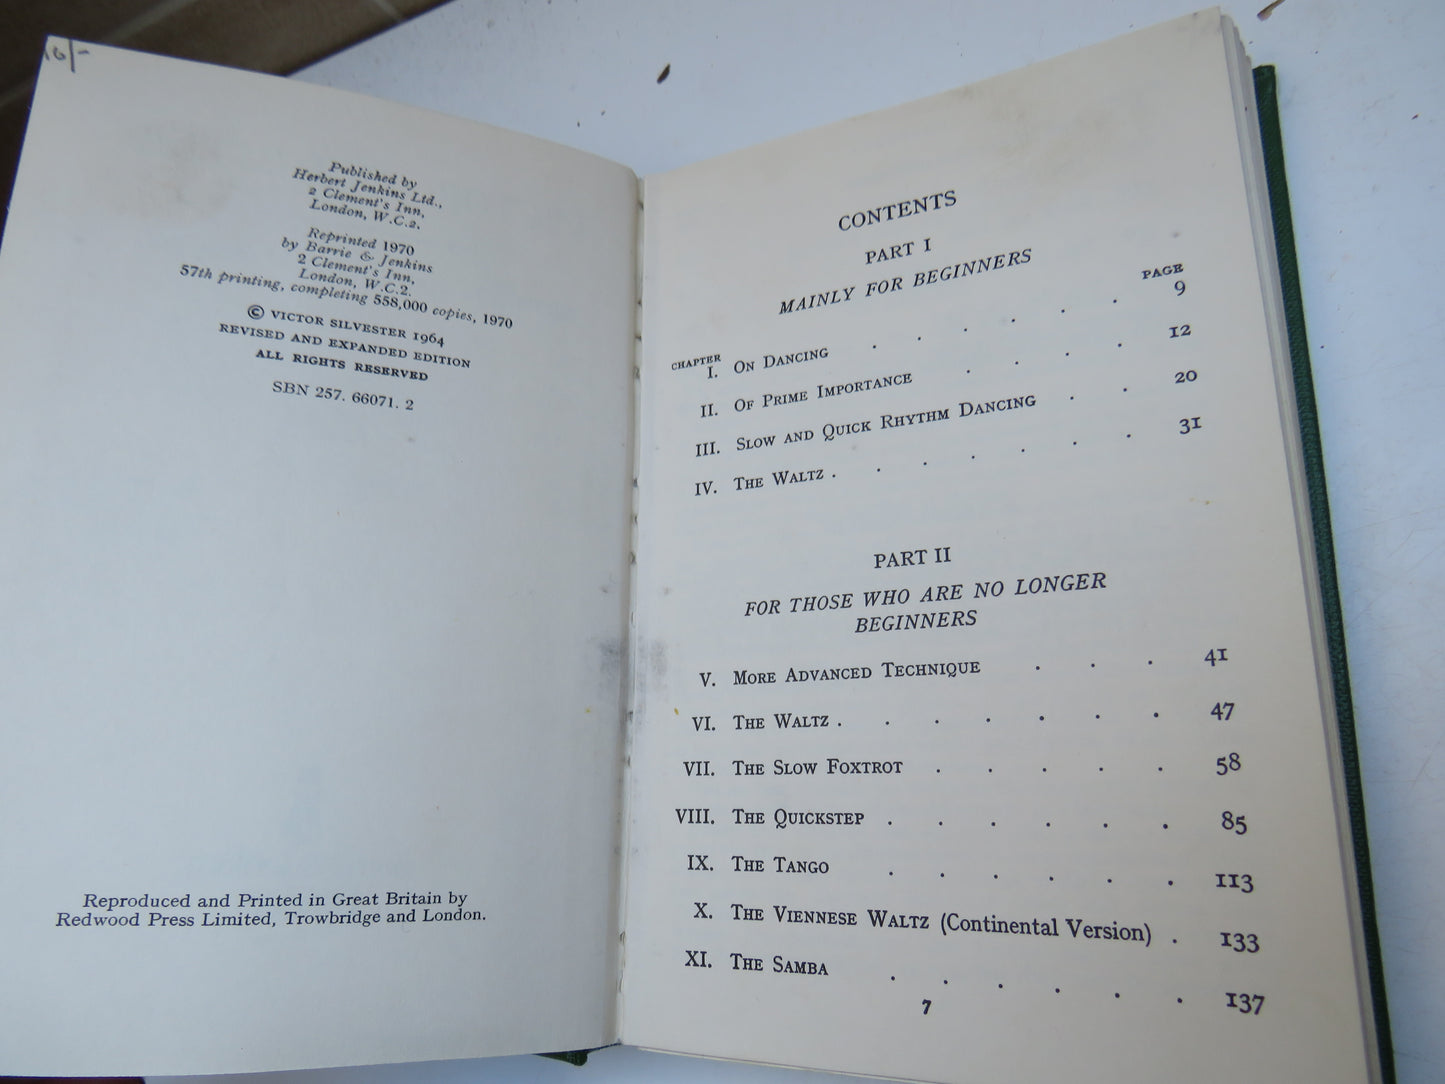 Published by
Herbert Jenkins Ltd.,
2 Clement's Inn,
London, W.C.2.
Reprinted 1970
by Barrie & Jenkins
2 Clement's Inn,
London, W.C.2.
57th printing, completing 558,000 copies, 1970
© VICTOR SILVESTER 1964
REVISED AND EXPANDED EDITION
ALL RIGHTS RESERVED
SBN 257. 66071. 2
Reproduced and Printed in Great Britain by
Redwood Press Limited, Trowbridge and London.
CONTENTS
PART I
MAINLY FOR BEGINNERS
CHAPTER PAGE
I. ON DANCING . . . . . . 9
II. OF PRIME IMPORTANCE . . . . 12
III. SLOW AND QUICK RHYTHM DANCING . . 20
IV. THE WALTZ . . . . . . . 31
PART II
FOR THOSE WHO ARE NO LONGER
BEGINNERS
V. MORE ADVANCED TECHNIQUE . . . 41
VI. THE WALTZ . . . . . . . 47
VII. THE SLOW FOXTROT . . . . . 58
VIII. THE QUICKSTEP . . . . . . 85
IX. THE TANGO . . . . . . 113
X. THE VIENNESE WALTZ (Continental Version) . 133
XI. THE SAMBA . . . . . . 137
7